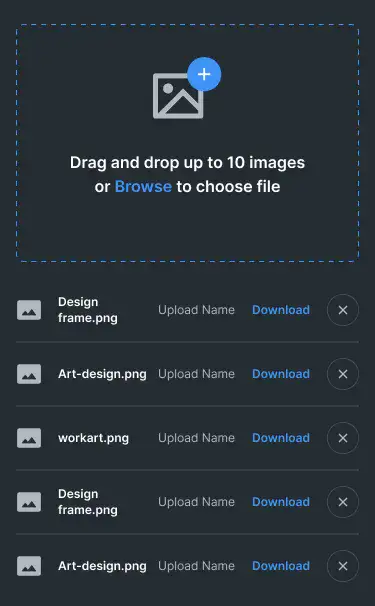 Drag and drop up to 10 images
or Browse to choose file
Design
frame.png
Upload Name
Download
Art-design.png Upload Name Download
workart.png Upload Name Download
Design
frame.png
Upload Name
Download
Art-design.png Upload Name Download